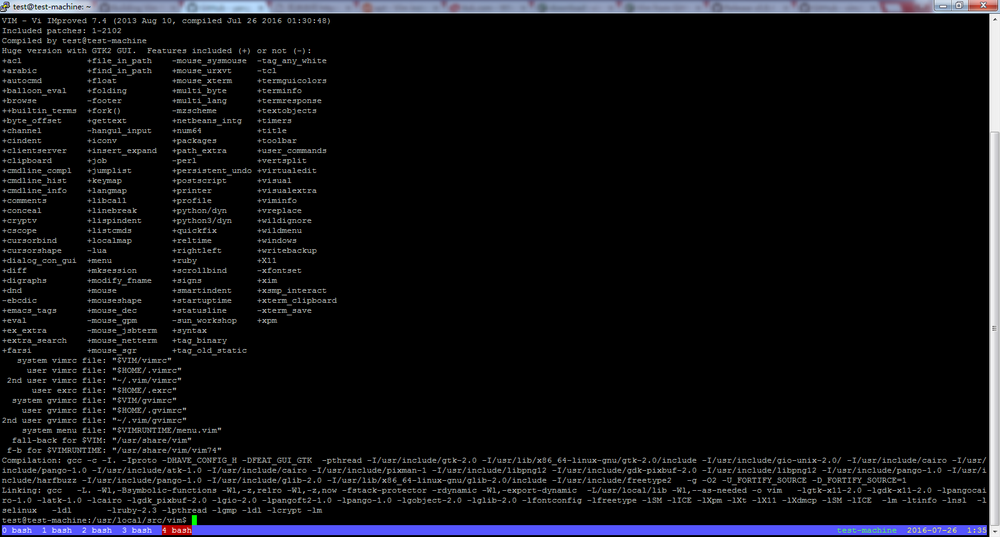 test@test-machine: ~
VIM - Vi IMproved 7.4 (2013 Aug 10, compiled Jul 26 2016 01:30:48)
Included patches: 1-2102
Compiled by test@test-machine
Huge version with GTK2 GUI.  Features included (+) or not (-):
+acl             +file_in_path    -mouse_sysmouse  -tag_any_white
+arabic          +find_in_path    +mouse_urxvt     -tcl
+autocmd         +float           +mouse_xterm     +termguicolors
+balloon_eval    +folding         +multi_byte      +terminfo
+browse          -footer          +multi_lang      +termresponse
++builtin_terms  +fork()          -mzscheme        +textobjects
+byte_offset     +gettext         +netbeans_intg   +timers
+channel         -hangul_input    +num64           +title
+cindent         +iconv           +packages        +toolbar
+clientserver    +insert_expand   +path_extra      +user_commands
+clipboard       +job             -perl            +vertsplit
+cmdline_compl   +jumplist        +persistent_undo +virtualedit
+cmdline_hist    +keymap          +postscript      +visual
+cmdline_info    +langmap         +printer         +visualextra
+comments        +libcall         +profile         +viminfo
+conceal         +linebreak       +python/dyn      +vreplace
+cryptv          +lispindent      +python3/dyn     +wildignore
+cscope          +listcmds        +quickfix        +wildmenu
+cursorbind      +localmap        +reltime         +windows
+cursorshape     -lua             +rightleft       +writebackup
+dialog_con_gui  +menu            +ruby            +X11
+diff            +mksession       +scrollbind      -xfontset
+digraphs        +modify_fname    +signs           +xim
+dnd             +mouse           +smartindent     +xsmp_interact
-ebcdic          +mouseshape      +startuptime     +xterm_clipboard
+emacs_tags      +mouse_dec       +statusline      -xterm_save
+eval            -mouse_gpm       -sun_workshop    +xpm
+ex_extra        -mouse_jsbterm   +syntax
+extra_search    +mouse_netterm   +tag_binary
+farsi           +mouse_sgr       +tag_old_static
system vimrc file: "$VIM/vimrc"
user vimrc file: "$HOME/.vimrc"
2nd user vimrc file: "~/.vim/vimrc"
user exrc file: "$HOME/.exrc"
system gvimrc file: "$VIM/gvimrc"
user gvimrc file: "$HOME/.gvimrc"
2nd user gvimrc file: "~/.vim/gvimrc"
system menu file: "$VIMRUNTIME/menu.vim"
fall-back for $VIM: "/usr/share/vim"
f-b for $VIMRUNTIME: "/usr/share/vim/vim74"
Compilation: gcc -c -I. -Iproto -DHAVE_CONFIG_H -DFEAT_GUI_GTK  -pthread -I/usr/include/gtk-2.0 -I/usr/lib/x86_64-linux-gnu/gtk-2.0/include -I/usr/include/gio-unix-2.0/ -I/usr/include/cairo -I/usr/
include/pango-1.0 -I/usr/include/atk-1.0 -I/usr/include/cairo -I/usr/include/pixman-1 -I/usr/include/libpng12 -I/usr/include/gdk-pixbuf-2.0 -I/usr/include/libpng12 -I/usr/include/pango-1.0 -I/usr/i
nclude/harfbuzz -I/usr/include/pango-1.0 -I/usr/include/glib-2.0 -I/usr/lib/x86_64-linux-gnu/glib-2.0/include -I/usr/include/freetype2   -g -O2 -U_FORTIFY_SOURCE -D_FORTIFY_SOURCE=1
Linking: gcc   -L. -Wl,-Bsymbolic-functions -Wl,-z,relro -Wl,-z,now -fstack-protector -rdynamic -Wl,-export-dynamic  -L/usr/local/lib -Wl,--as-needed -o vim   -lgtk-x11-2.0 -lgdk-x11-2.0 -lpangocai
ro-1.0 -latk-1.0 -lcairo -lgdk_pixbuf-2.0 -lgio-2.0 -lpangoft2-1.0 -lpango-1.0 -lgobject-2.0 -lglib-2.0 -lfontconfig -lfreetype -lSM -lICE -lXpm -lXt -lX11 -lXdmcp -lSM -lICE  -lm -ltinfo -lnsl  -l
selinux   -ldl       -lruby-2.3 -lpthread -lgmp -ldl -lcrypt -lm
test@test-machine:/usr/local/src/vim$
0 bash  1 bash  2 bash  3 bash  4 bash test-machine  2016-07-26  1:35